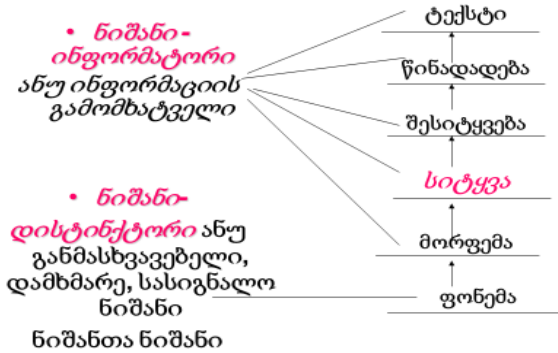 • ნიშანი-
ინფორმატორი
ანუ ინფორმაციის
გამომხატველი
• ნიშანი-
დისტინქტორი ანუ
განმასხვავებელი,
დამხმარე, სასიგნალო
ნიშანი
ნიშანთა ნიშანი
ტექსტი
წინადადება
შესიტყვება
სიტყვა
მორფემა
ფონემა